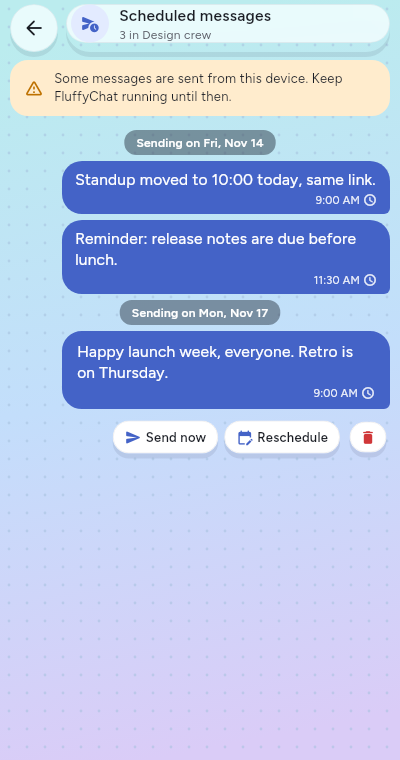 Scheduled messages
3 in Design crew
Some messages are sent from this device. Keep
FluffyChat running until then.
Sending on Fri, Nov 14
Standup moved to 10:00 today, same link.
9:00 AM
Reminder: release notes are due before
lunch.
11:30 AM
Sending on Mon, Nov 17
Happy launch week, everyone. Retro is
on Thursday.
9:00 AM
Send now
Reschedule